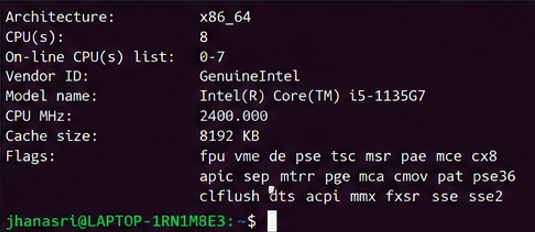 Architecture: x86_64
CPU(s): 8
On-line CPU(s) list: 0-7
Vendor ID: GenuineIntel
Model name: Intel(R) Core(TM) i5-1135G7
CPU MHz: 2400.000
Cache size: 8192 KB
Flags: fpu vme de pse tsc msr pae mce cx8
apic sep mtrr pge mca cmov pat pse36
clflush dts acpi mmx fxsr sse sse2
jhanasri@LAPTOP-1RN1M8E3:~$